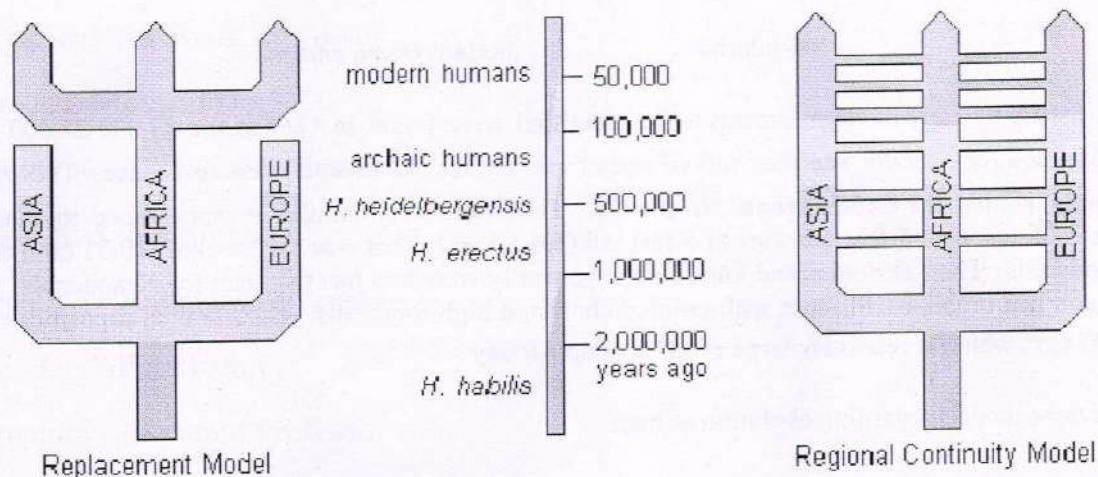 modern humans
50,000
100,000
archaic humans
H. heidelbergensis
500,000
H. erectus
1,000,000
2,000,000
years ago
H. habilis
ASIA
AFRICA
EUROPE
Replacement Model
ASIA
AFRICA
EUROPE
Regional Continuity Model